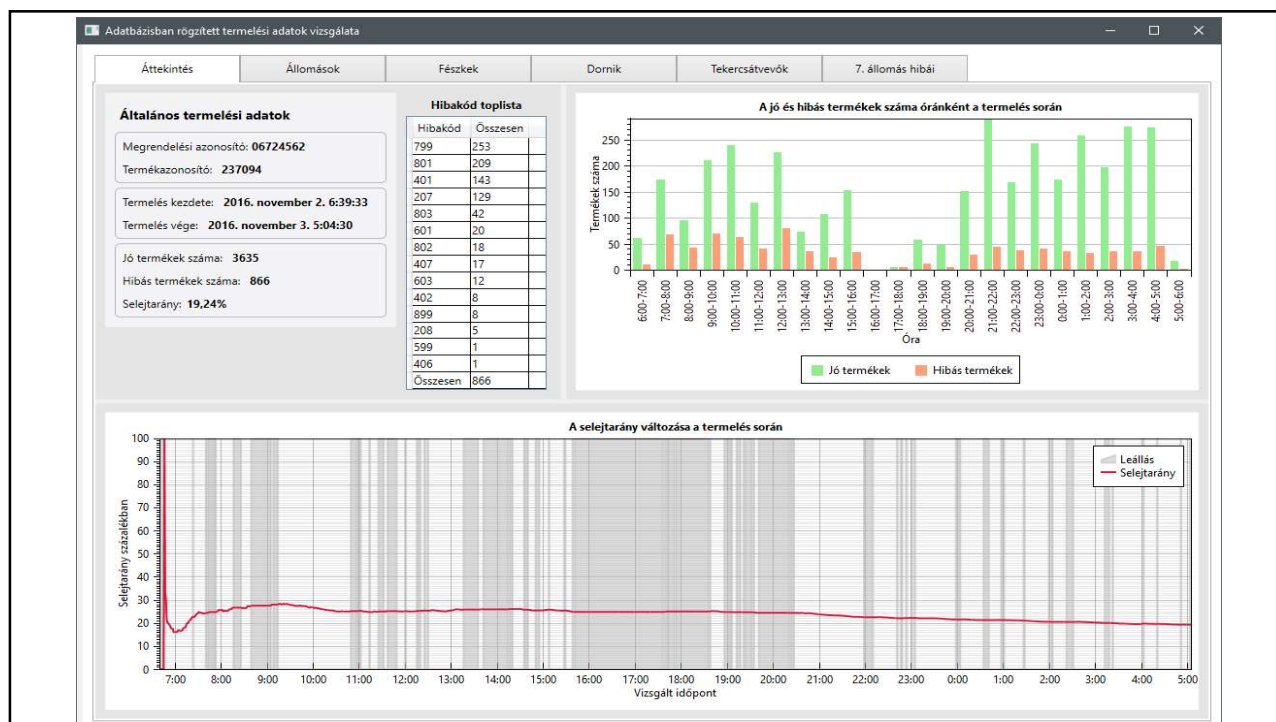 Adatbázisban rögzített termelési adatok vizsgálata
Áttekintés
Állomások
Fészkek
Dornik
Tekercsátvevők
7. állomás hibái
Általános termelési adatok
Megrendelési azonosító: 06724562
Termékazonosító: 237094
Termelés kezdete: 2016. november 2. 6:39:33
Termelés vége: 2016. november 3. 5:04:30
Jó termékek száma: 3635
Hibás termékek száma: 866
Selejtarány: 19,24%
Hibakód toplista
Hibakód Összesen
799 253
801 209
401 143
207 129
803 42
601 20
802 18
407 17
603 12
402 8
899 8
208 5
599 1
406 1
Összesen 866
A jó és hibás termékek száma óránként a termelés során
Termékek száma
250
200
150
100
50
0
6:00-7:00
7:00-8:00
8:00-9:00
9:00-10:00
10:00-11:00
11:00-12:00
12:00-13:00
13:00-14:00
14:00-15:00
15:00-16:00
16:00-17:00
17:00-18:00
18:00-19:00
19:00-20:00
20:00-21:00
21:00-22:00
22:00-23:00
23:00-0:00
0:00-1:00
1:00-2:00
2:00-3:00
3:00-4:00
4:00-5:00
5:00-6:00
Óra
Jó termékek
Hibás termékek
A selejtarány változása a termelés során
Selejtarány százalékban
100
90
80
70
60
50
40
30
20
10
0
Leállás
Selejtarány
7:00 8:00 9:00 10:00 11:00 12:00 13:00 14:00 15:00 16:00 17:00 18:00 19:00 20:00 21:00 22:00 23:00 0:00 1:00 2:00 3:00 4:00 5:00
Vizsgált időpont